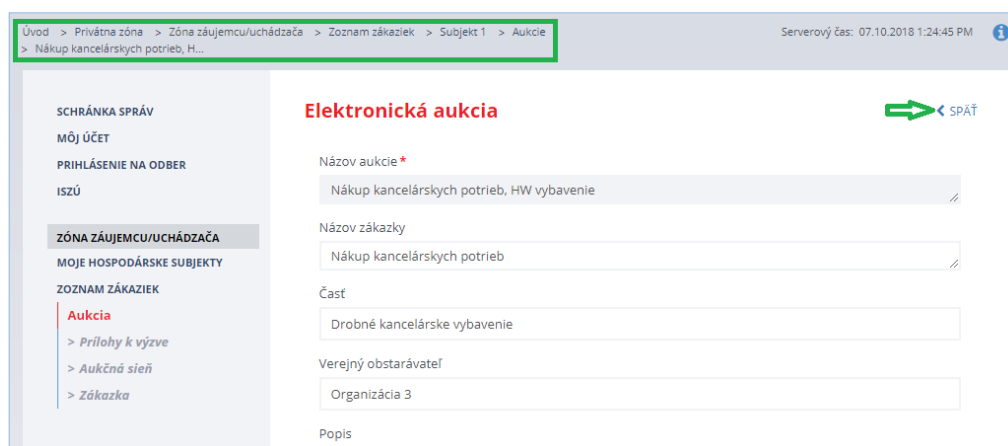 Úvod > Privátna zóna > Zóna záujemcu/uchádzača > Zoznam zákaziek > Subjekt 1 > Aukcie
> Nákup kancelárskych potrieb, H...
Serverový čas: 07.10.2018 1:24:45 PM
SCHRÁNKA SPRÁV
MÔJ ÚČET
PRIHLÁSENIE NA ODBER
ISZÚ
ZÓNA ZÁUJEMCU/UCHÁDZAČA
MOJE HOSPODÁRSKE SUBJEKTY
ZOZNAM ZÁKAZIEK
Aukcia
> Prílohy k výzve
> Aukčná sieň
> Zákazka
Elektronická aukcia
SPÄŤ
Názov aukcie *
Nákup kancelárskych potrieb, HW vybavenie
Názov zákazky
Nákup kancelárskych potrieb
Časť
Drobné kancelárske vybavenie
Verejný obstarávateľ
Organizácia 3
Popis